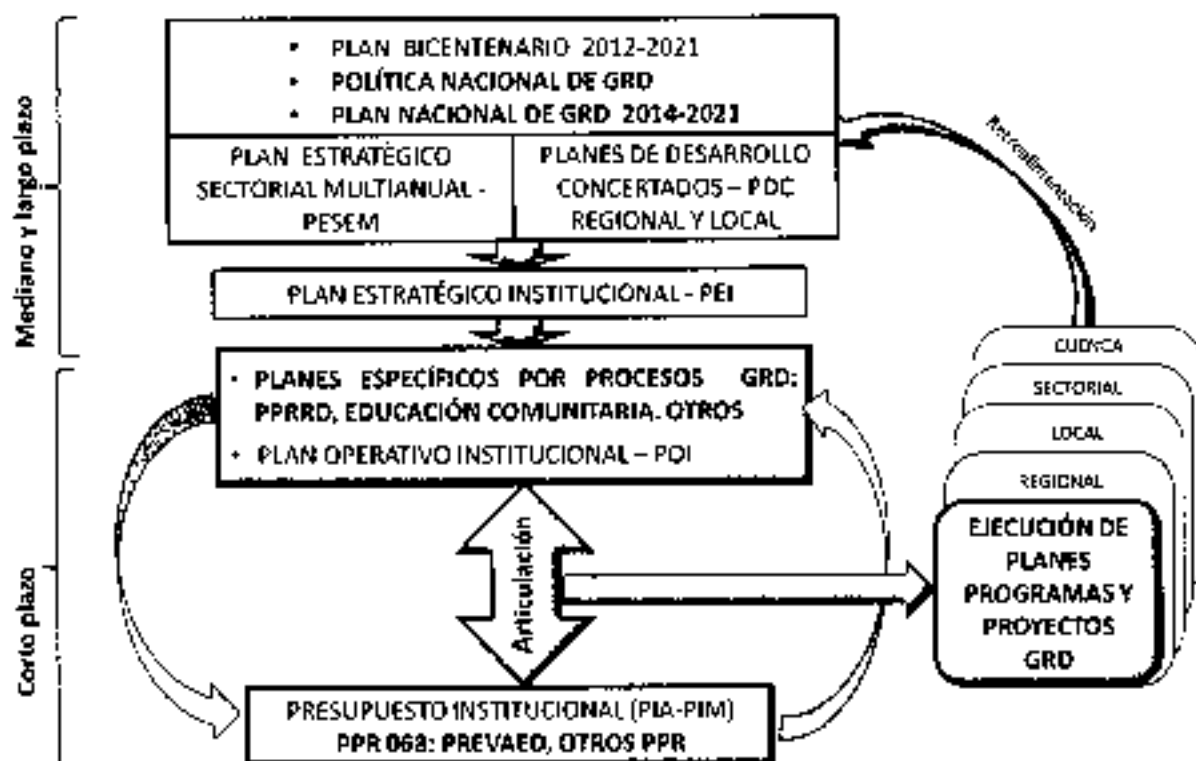 • PLAN BICENTENARIO 2012-2021
• POLÍTICA NACIONAL DE GRD
• PLAN NACIONAL DE GRD 2014-2021
PLAN ESTRATÉGICO
SECTORIAL MULTIANUAL -
PESEM
PLANES DE DESARROLLO
CONCERTADOS – PDC
REGIONAL Y LOCAL
PLAN ESTRATÉGICO INSTITUCIONAL - PEI
• PLANES ESPECÍFICOS POR PROCESOS GRD:
PPRRD, EDUCACIÓN COMUNITARIA. OTROS
• PLAN OPERATIVO INSTITUCIONAL – POI
Articulación
PRESUPUESTO INSTITUCIONAL (PIA-PIM)
PPR 068: PREVAED, OTROS PPR
Mediano y largo plazo
Corto plazo
Retroalimentación
CUENCA
SECTORIAL
LOCAL
REGIONAL
EJECUCIÓN DE
PLANES
PROGRAMAS Y
PROYECTOS
GRD